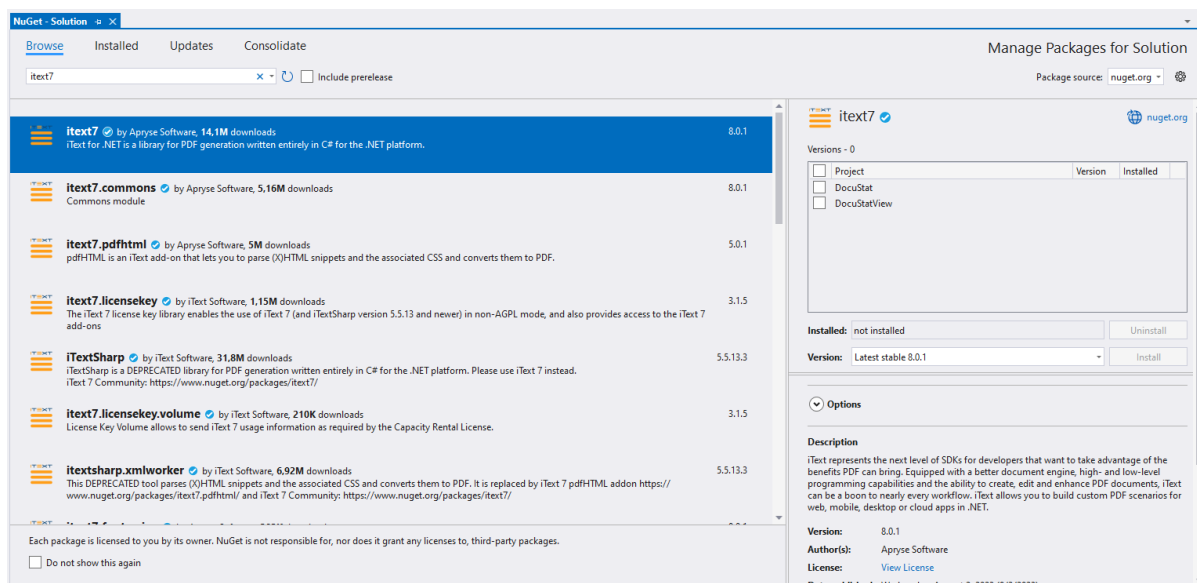 NuGet - Solution
Browse Installed Updates Consolidate
Manage Packages for Solution
itext7
Include prerelease
Package source: nuget.org
itext7 by Apryse Software, 14,1M downloads
8.0.1
iText for .NET is a library for PDF generation written entirely in C# for the .NET platform.
itext7.commons by Apryse Software, 5,16M downloads
8.0.1
Commons module
itext7.pdfhtml by Apryse Software, 5M downloads
5.0.1
pdfHTML is an iText add-on that lets you to parse (X)HTML snippets and the associated CSS and converts them to PDF.
itext7.licensekey by iText Software, 1,15M downloads
3.1.5
The iText 7 license key library enables the use of iText 7 (and iTextSharp version 5.5.13 and newer) in non-AGPL mode, and also provides access to the iText 7
add-ons
iTextSharp by iText Software, 31,8M downloads
5.5.13.3
iTextSharp is a DEPRECATED library for PDF generation written entirely in C# for the .NET platform. Please use iText 7 instead.
iText 7 Community: https://www.nuget.org/packages/itext7/
itext7.licensekey.volume by iText Software, 210K downloads
3.1.5
License Key Volume allows to send iText 7 usage information as required by the Capacity Rental License.
itextsharp.xmlworker by iText Software, 6,92M downloads
5.5.13.3
This DEPRECATED tool parses (X)HTML snippets and the associated CSS and converts them to PDF. It is replaced by iText 7 pdfHTML addon https://
www.nuget.org/packages/itext7.pdfhtml/ and iText 7 Community: https://www.nuget.org/packages/itext7/
Each package is licensed to you by its owner. NuGet is not responsible for, nor does it grant any licenses to, third-party packages.
Do not show this again
itext7
nuget.org
Versions - 0
Project Version Installed
DocuStat
DocuStatView
Installed: not installed
Uninstall
Version: Latest stable 8.0.1
Install
Options
Description
iText represents the next level of SDKs for developers that want to take advantage of the
benefits PDF can bring. Equipped with a better document engine, high- and low-level
programming capabilities and the ability to create, edit and enhance PDF documents, iText
can be a boon to nearly every workflow. iText allows you to build custom PDF scenarios for
web, mobile, desktop or cloud apps in .NET.
Version: 8.0.1
Author(s): Apryse Software
License: View License